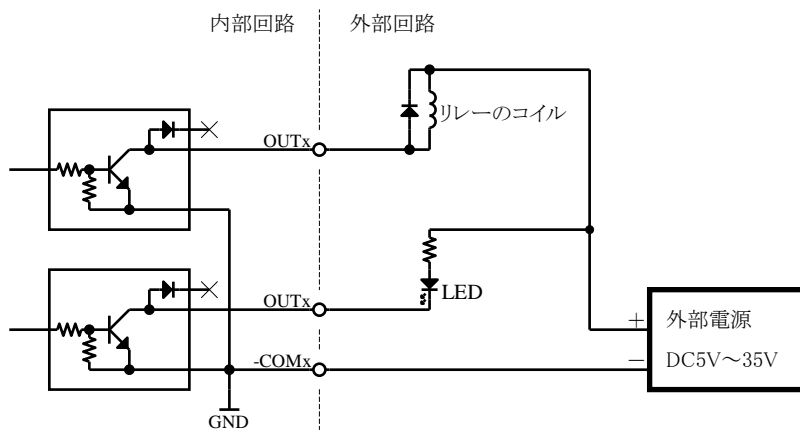 内部回路
外部回路
リレーのコイル
OUTx
LED
OUTx
+ 外部電源
-COMx
− DC5V～35V
GND